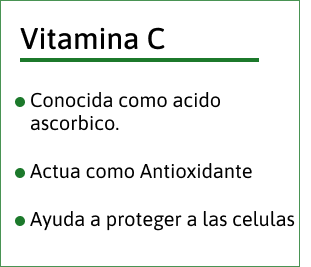 Vitamina C
Conocida como acido
ascorbico.
Actua como Antioxidante
Ayuda a proteger a las celulas